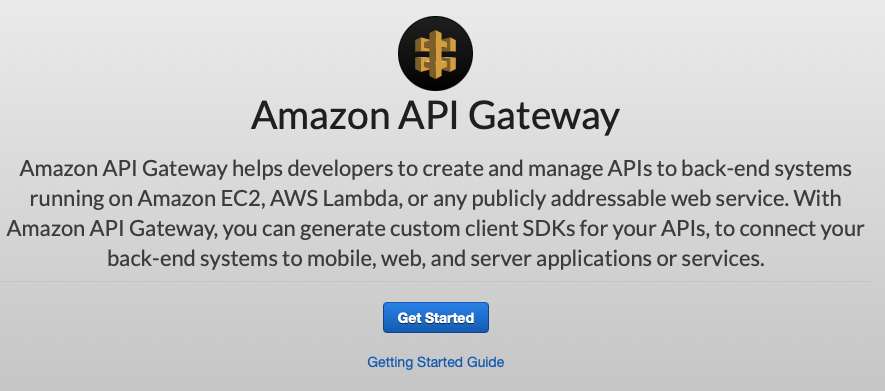 Amazon API Gateway
Amazon API Gateway helps developers to create and manage APIs to back-end systems
running on Amazon EC2, AWS Lambda, or any publicly addressable web service. With
Amazon API Gateway, you can generate custom client SDKs for your APIs, to connect your
back-end systems to mobile, web, and server applications or services.
Get Started
Getting Started Guide